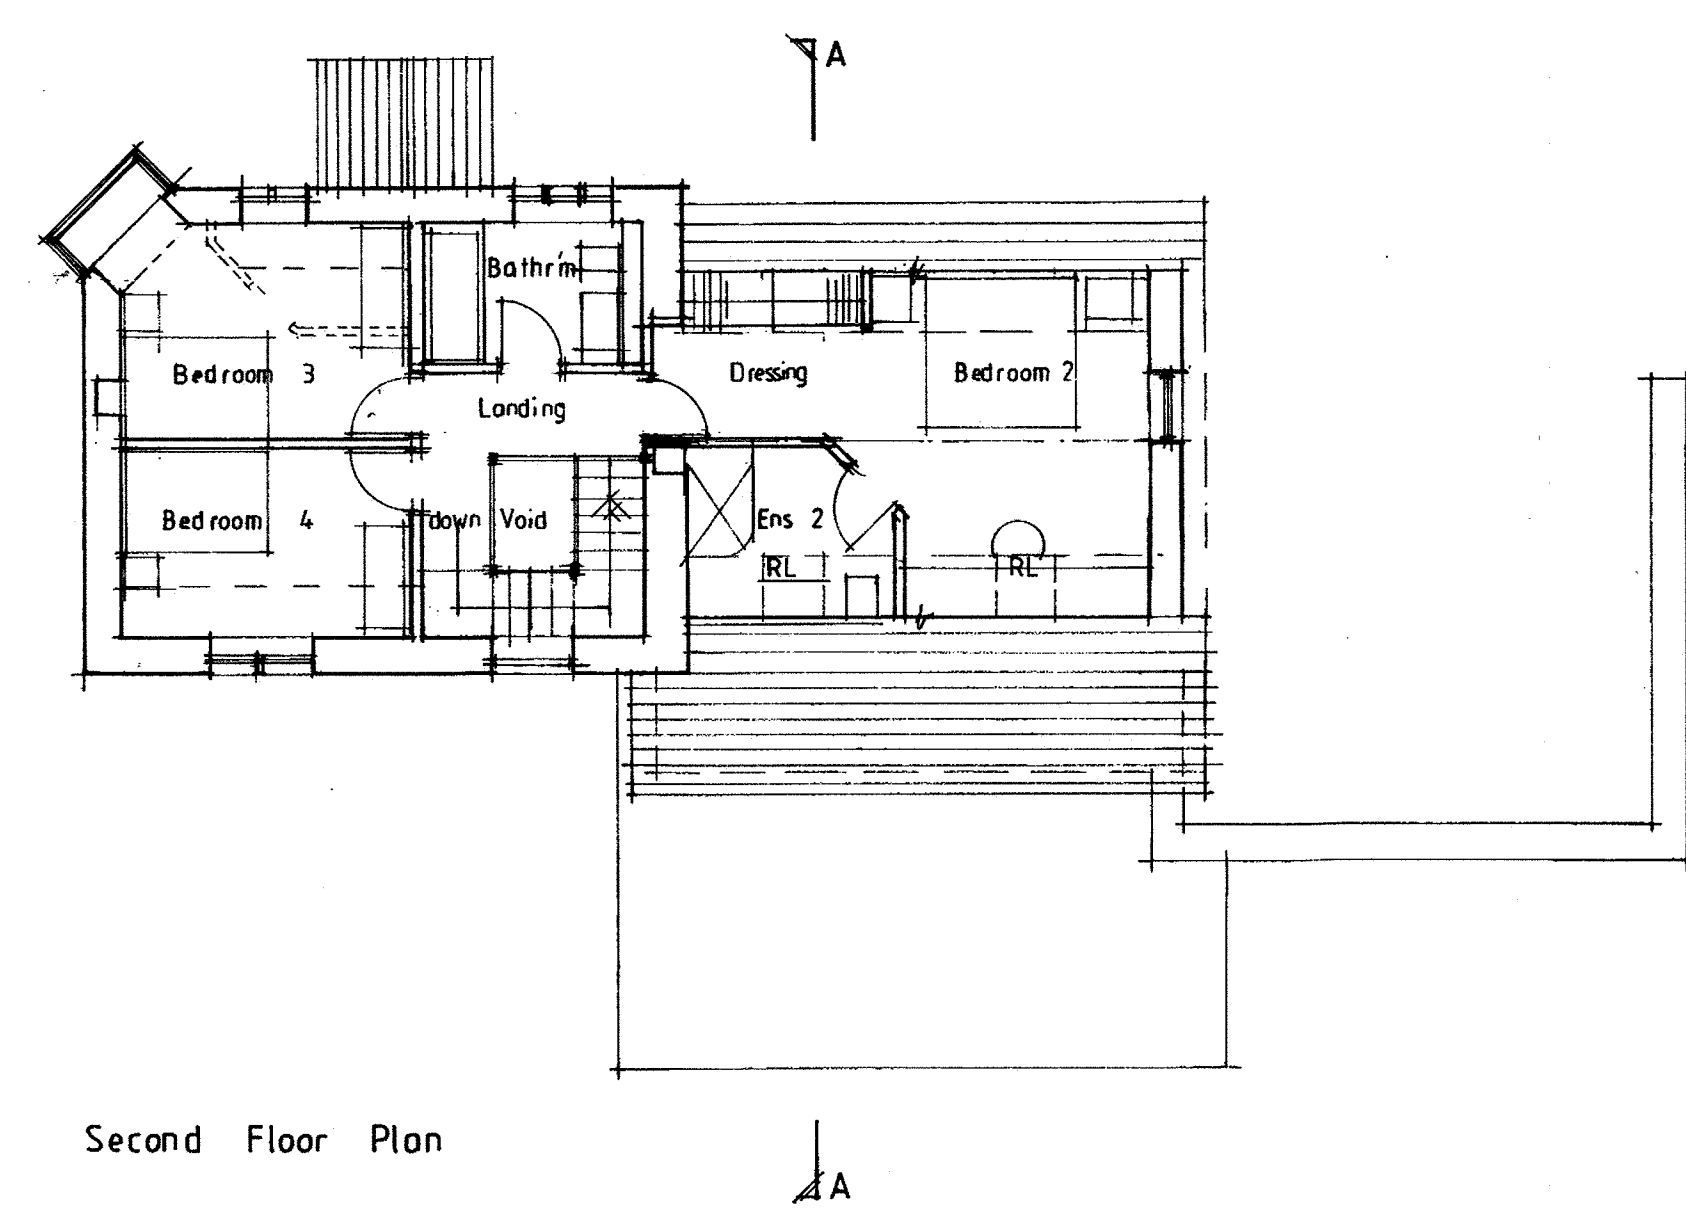 A
Bathr'm
Bedroom 3
Dressing
Bedroom 2
Landing
Bedroom 4
down Void
Ens 2
RL
RL
Second Floor Plan
A